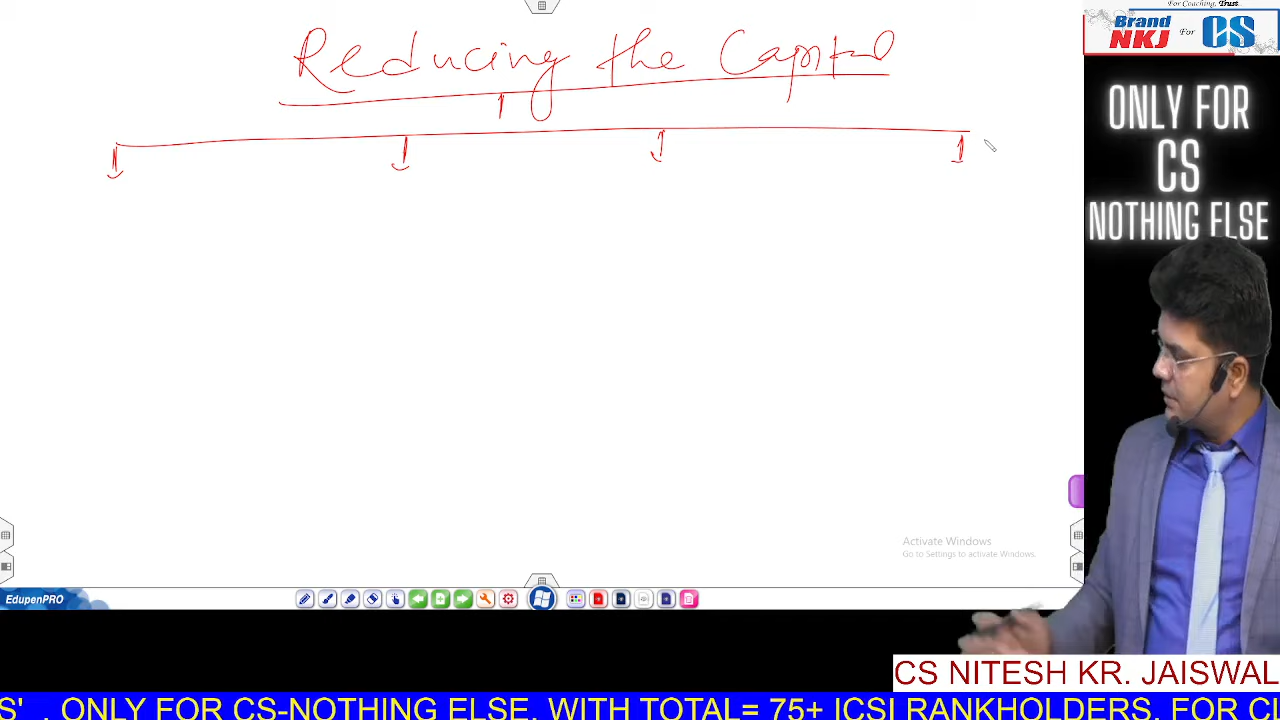 For Coaching, Trust
Brand
NKJ
For
CS
Reducing the Capital
ONLY FOR
CS
NOTHING ELSE
Activate Windows
Go to Settings to activate Windows.
EdupenPRO
CS NITESH KR. JAISWAL
S' , ONLY FOR CS-NOTHING ELSE, WITH TOTAL= 75+ ICSI RANKHOLDERS. FOR CL